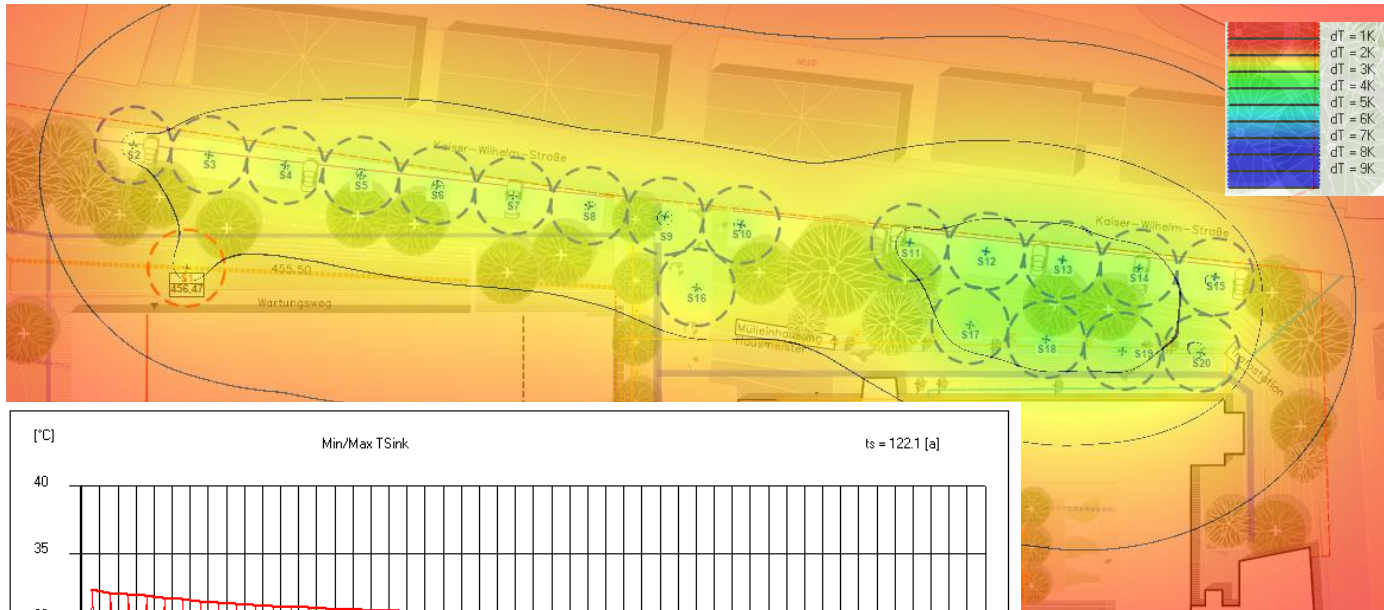 dT = 1K
dT = 2K
dT = 3K
dT = 4K
dT = 5K
dT = 6K
dT = 7K
dT = 8K
dT = 9K
Kaiser-Wilhelm-Straße
Kaiser-Wilhelm-Straße
S2
S3
S4
S5
S6
S7
S8
S9
S10
S11
S12
S13
S14
S15
S1
456,47
455.50
Wartungsweg
S16
S17
S18
S19
S20
Mülleinhausung
Hausmeister
[°C]
Min/Max TSink
ts = 122.1 [a]
40
35